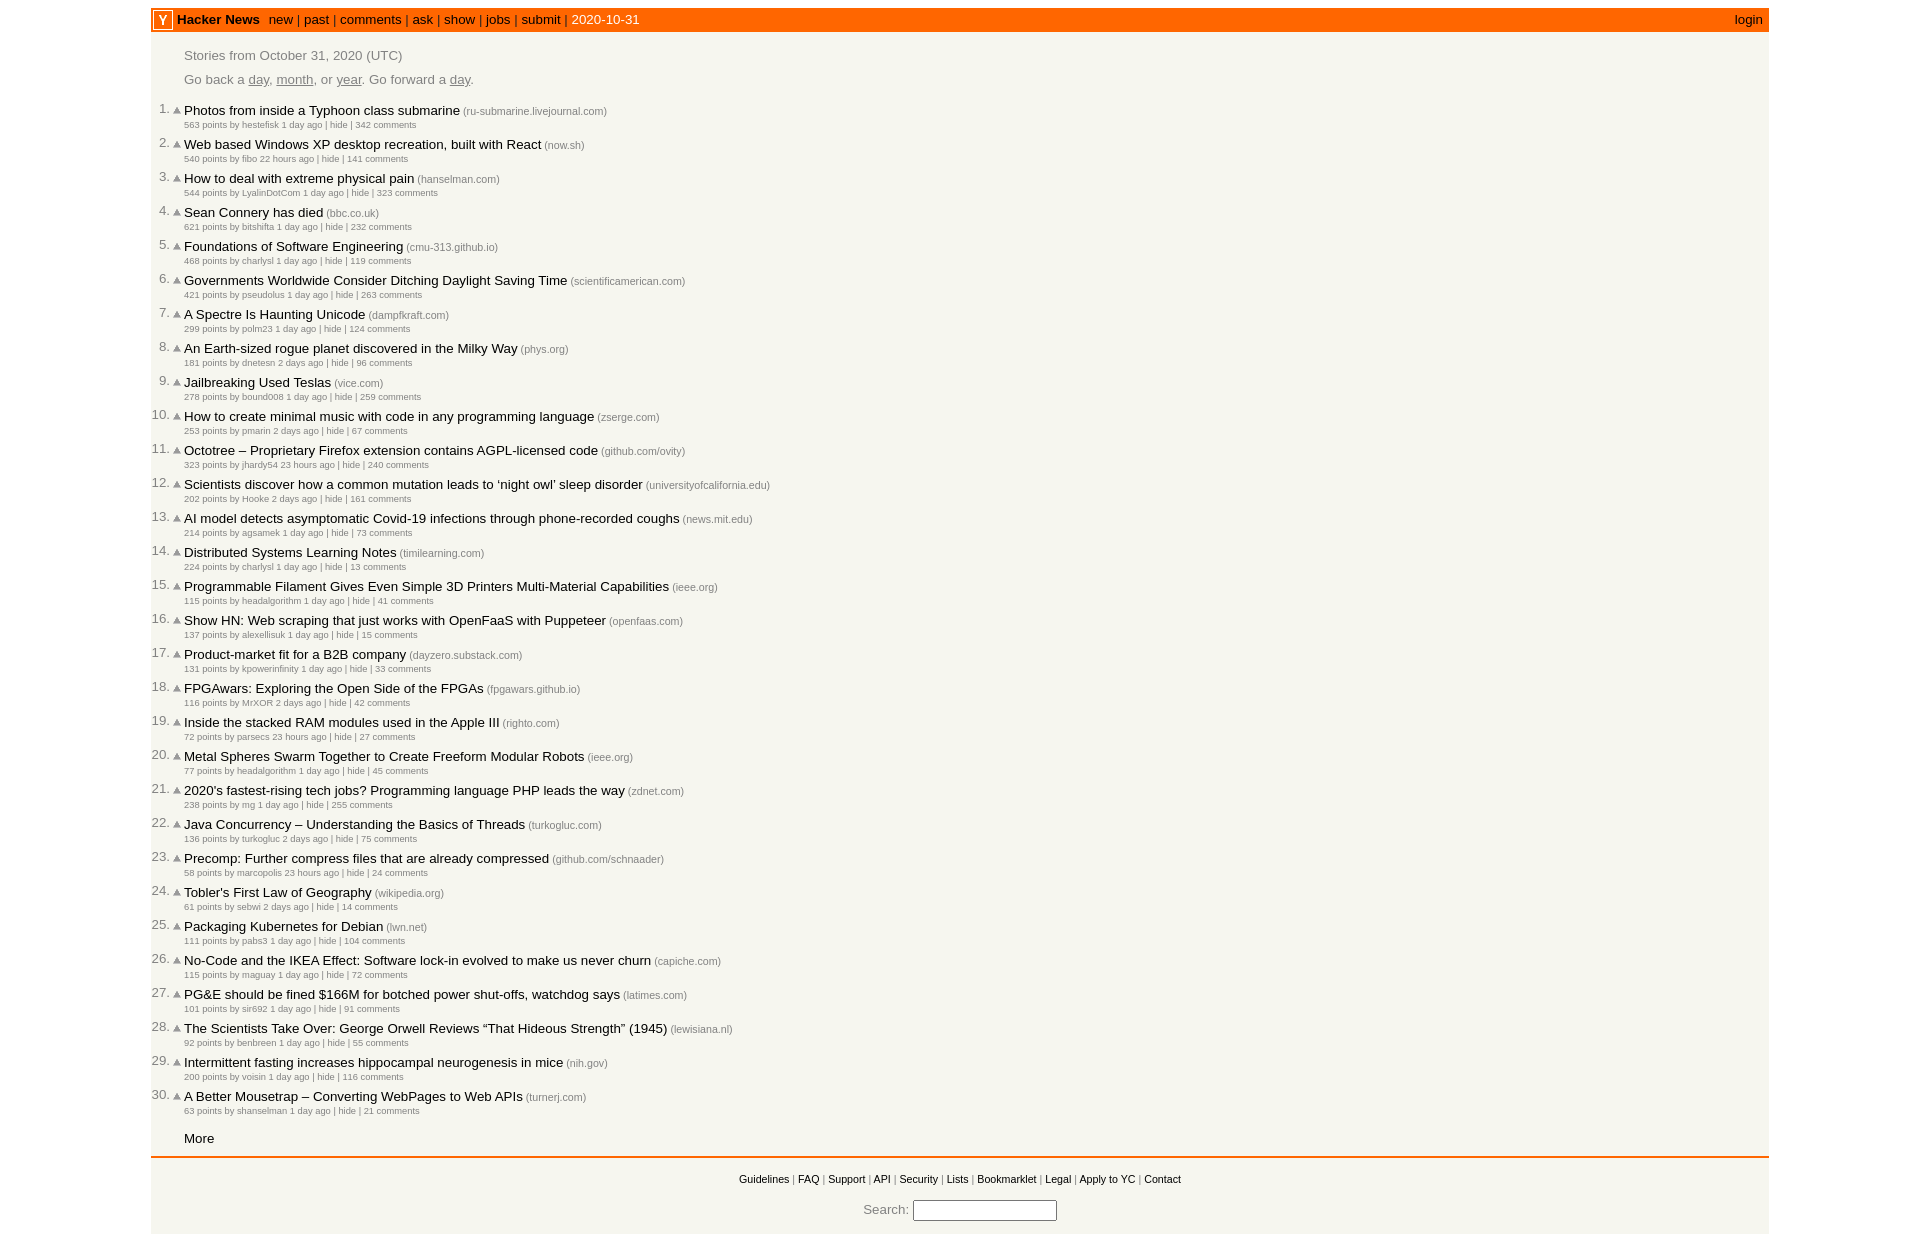 Y Hacker News new | past | comments | ask | show | jobs | submit | 2020-10-31 login
Stories from October 31, 2020 (UTC)
Go back a day, month, or year. Go forward a day.
1. Photos from inside a Typhoon class submarine (ru-submarine.livejournal.com)
563 points by hestefisk 1 day ago | hide | 342 comments
2. Web based Windows XP desktop recreation, built with React (now.sh)
540 points by fibo 22 hours ago | hide | 141 comments
3. How to deal with extreme physical pain (hanselman.com)
544 points by LyalinDotCom 1 day ago | hide | 323 comments
4. Sean Connery has died (bbc.co.uk)
621 points by bitshifta 1 day ago | hide | 232 comments
5. Foundations of Software Engineering (cmu-313.github.io)
468 points by charlysl 1 day ago | hide | 119 comments
6. Governments Worldwide Consider Ditching Daylight Saving Time (scientificamerican.com)
421 points by pseudolus 1 day ago | hide | 263 comments
7. A Spectre Is Haunting Unicode (dampfkraft.com)
299 points by polm23 1 day ago | hide | 124 comments
8. An Earth-sized rogue planet discovered in the Milky Way (phys.org)
181 points by dnetesn 2 days ago | hide | 96 comments
9. Jailbreaking Used Teslas (vice.com)
278 points by bound008 1 day ago | hide | 259 comments
10. How to create minimal music with code in any programming language (zserge.com)
253 points by pmarin 2 days ago | hide | 67 comments
11. Octotree – Proprietary Firefox extension contains AGPL-licensed code (github.com/ovity)
323 points by jhardy54 23 hours ago | hide | 240 comments
12. Scientists discover how a common mutation leads to ‘night owl’ sleep disorder (universityofcalifornia.edu)
202 points by Hooke 2 days ago | hide | 161 comments
13. AI model detects asymptomatic Covid-19 infections through phone-recorded coughs (news.mit.edu)
214 points by agsamek 1 day ago | hide | 73 comments
14. Distributed Systems Learning Notes (timilearning.com)
224 points by charlysl 1 day ago | hide | 13 comments
15. Programmable Filament Gives Even Simple 3D Printers Multi-Material Capabilities (ieee.org)
115 points by headalgorithm 1 day ago | hide | 41 comments
16. Show HN: Web scraping that just works with OpenFaaS with Puppeteer (openfaas.com)
137 points by alexellisuk 1 day ago | hide | 15 comments
17. Product-market fit for a B2B company (dayzero.substack.com)
131 points by kpowerinfinity 1 day ago | hide | 33 comments
18. FPGAwars: Exploring the Open Side of the FPGAs (fpgawars.github.io)
116 points by MrXOR 2 days ago | hide | 42 comments
19. Inside the stacked RAM modules used in the Apple III (righto.com)
72 points by parsecs 23 hours ago | hide | 27 comments
20. Metal Spheres Swarm Together to Create Freeform Modular Robots (ieee.org)
77 points by headalgorithm 1 day ago | hide | 45 comments
21. 2020's fastest-rising tech jobs? Programming language PHP leads the way (zdnet.com)
238 points by mg 1 day ago | hide | 255 comments
22. Java Concurrency – Understanding the Basics of Threads (turkogluc.com)
136 points by turkogluc 2 days ago | hide | 75 comments
23. Precomp: Further compress files that are already compressed (github.com/schnaader)
58 points by marcopolis 23 hours ago | hide | 24 comments
24. Tobler's First Law of Geography (wikipedia.org)
61 points by sebwi 2 days ago | hide | 14 comments
25. Packaging Kubernetes for Debian (lwn.net)
111 points by pabs3 1 day ago | hide | 104 comments
26. No-Code and the IKEA Effect: Software lock-in evolved to make us never churn (capiche.com)
115 points by maguay 1 day ago | hide | 72 comments
27. PG&E should be fined $166M for botched power shut-offs, watchdog says (latimes.com)
101 points by sir692 1 day ago | hide | 91 comments
28. The Scientists Take Over: George Orwell Reviews “That Hideous Strength” (1945) (lewisiana.nl)
92 points by benbreen 1 day ago | hide | 55 comments
29. Intermittent fasting increases hippocampal neurogenesis in mice (nih.gov)
200 points by voisin 1 day ago | hide | 116 comments
30. A Better Mousetrap – Converting WebPages to Web APIs (turnerj.com)
63 points by shanselman 1 day ago | hide | 21 comments
More
Guidelines | FAQ | Support | API | Security | Lists | Bookmarklet | Legal | Apply to YC | Contact
Search: